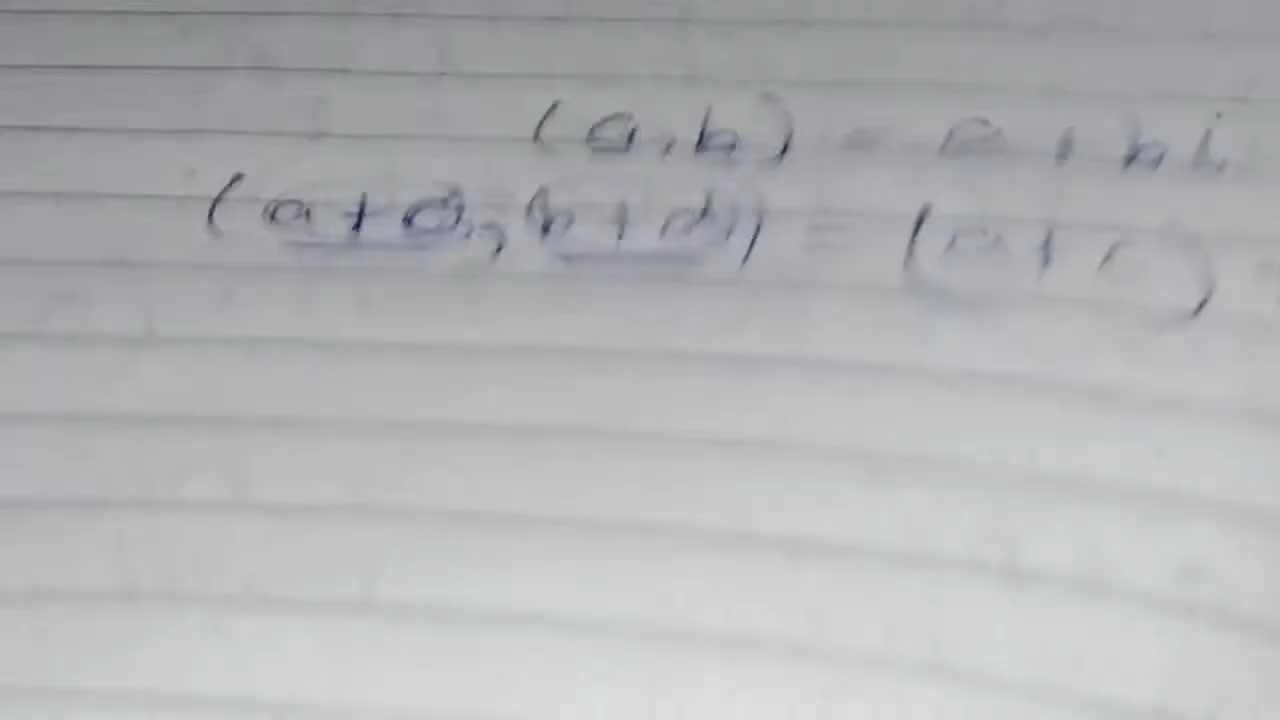 (a,b) = a + bi
(a+c, b+d) = (a+c)